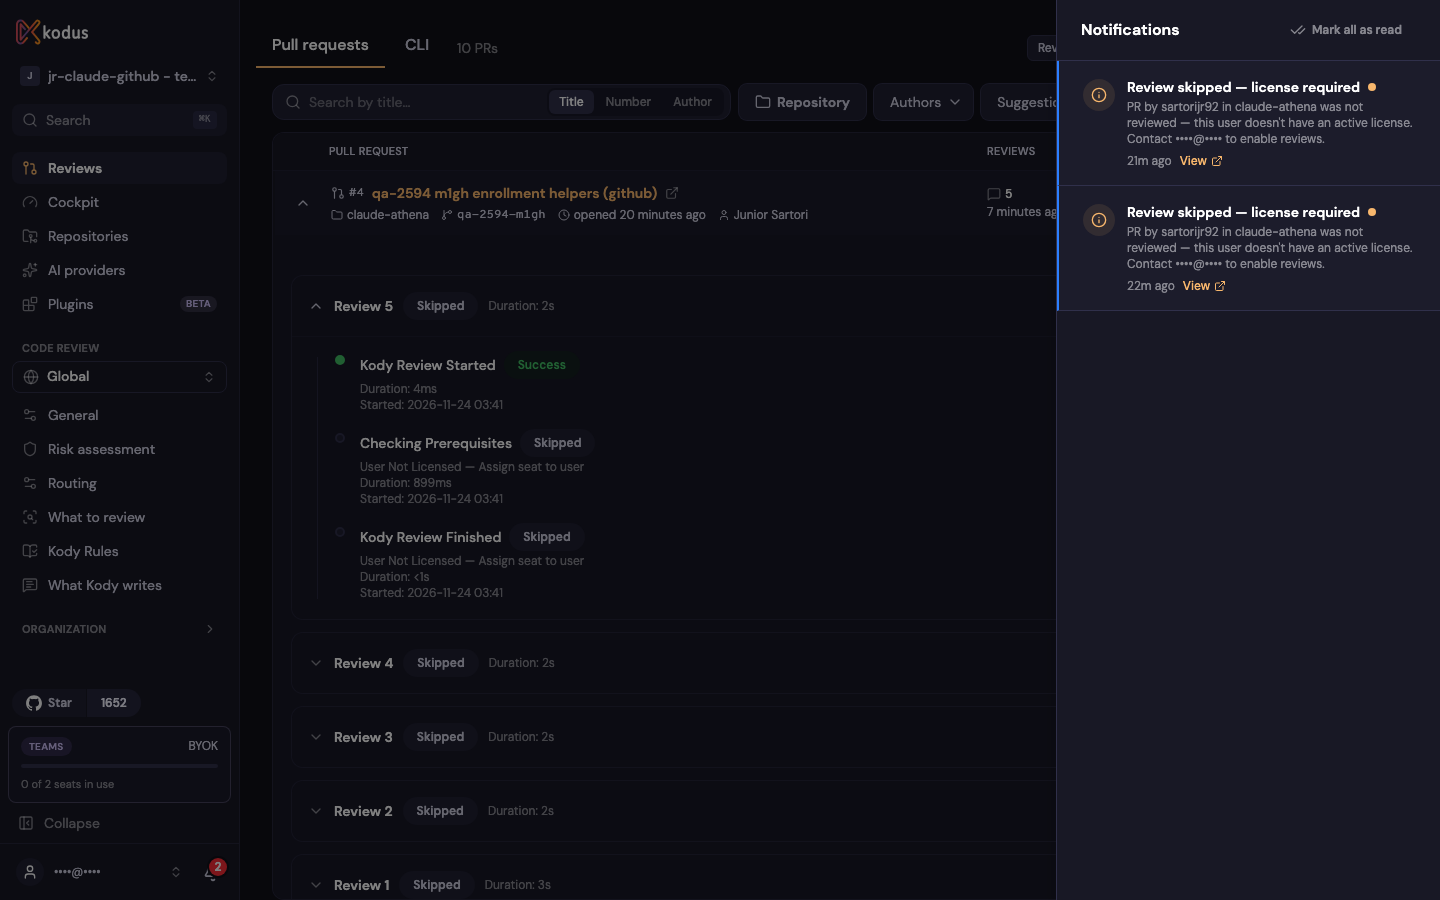 kodus
J jr-claude-github - te...
Search ⌘K
Reviews
Cockpit
Repositories
AI providers
Plugins BETA
CODE REVIEW
Global
General
Risk assessment
Routing
What to review
Kody Rules
What Kody writes
ORGANIZATION
Star 1652
TEAMS BYOK
0 of 2 seats in use
Collapse
••••@•••• 2
Pull requests CLI 10 PRs
Search by title... Title Number Author Repository Authors
PULL REQUEST REVIEWS
#4 qa-2594 m1gh enrollment helpers (github) 5
claude-athena qa-2594-m1gh opened 20 minutes ago Junior Sartori 7 minutes
Review 5 Skipped Duration: 2s
Kody Review Started Success
Duration: 4ms
Started: 2026-11-24 03:41
Checking Prerequisites Skipped
User Not Licensed — Assign seat to user
Duration: 899ms
Started: 2026-11-24 03:41
Kody Review Finished Skipped
User Not Licensed — Assign seat to user
Duration: <1s
Started: 2026-11-24 03:41
Review 4 Skipped Duration: 2s
Review 3 Skipped Duration: 2s
Review 2 Skipped Duration: 2s
Review 1 Skipped Duration: 3s
Notifications Mark all as read
Review skipped — license required
PR by sartorijr92 in claude-athena was not
reviewed — this user doesn't have an active license.
Contact ••••@•••• to enable reviews.
21m ago View
Review skipped — license required
PR by sartorijr92 in claude-athena was not
reviewed — this user doesn't have an active license.
Contact ••••@•••• to enable reviews.
22m ago View